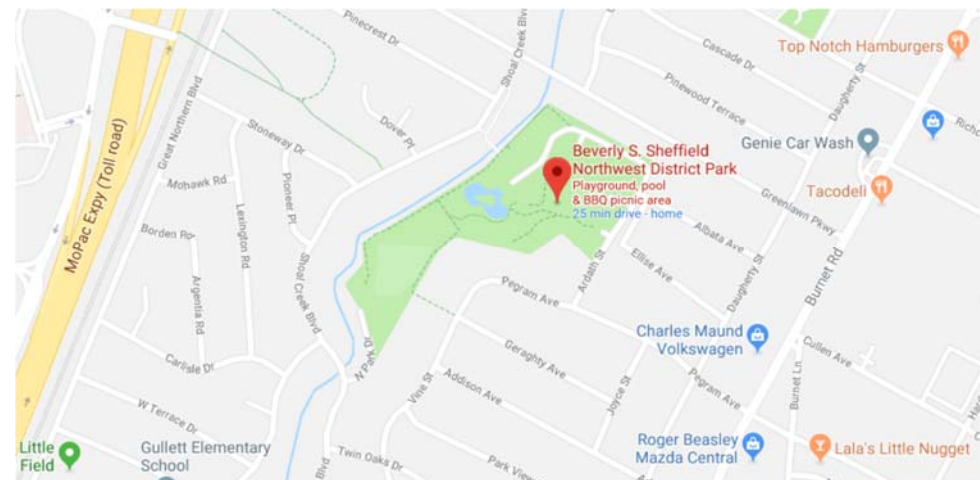 Pinecrest Dr
Shoal Creek Blvd
Cascade Dr
Top Notch Hamburgers
Daugherty St
Pinewood Terrace
MoPac Expy (Toll road)
Great Northern Blvd
Stoneway Dr
Dover Pl
Genie Car Wash
Beverly S. Sheffield
Northwest District Park
Playground, pool
& BBQ picnic area
25 min drive - home
Mohawk Rd
Pioneer Pl
Lexington Rd
Tacodeli
Greenlawn Pkwy
Borden Rd
Shoal Creek Blvd
Albata Ave
Ellise Ave
Ardath St
Burnet Rd
Argentia Rd
Pegram Ave
Daugherty St
Charles Maund
Volkswagen
N Park Dr
Geraghty Ave
Cullen Ave
Carlisle Dr
Vine St
Addison Ave
Joyce St
Pegram Ave
Burnet Ln
W Terrace Dr
Little
Field
Gullett Elementary
School
Blvd
Twin Oaks Dr
Park View
Roger Beasley
Mazda Central
Lala's Little Nugget